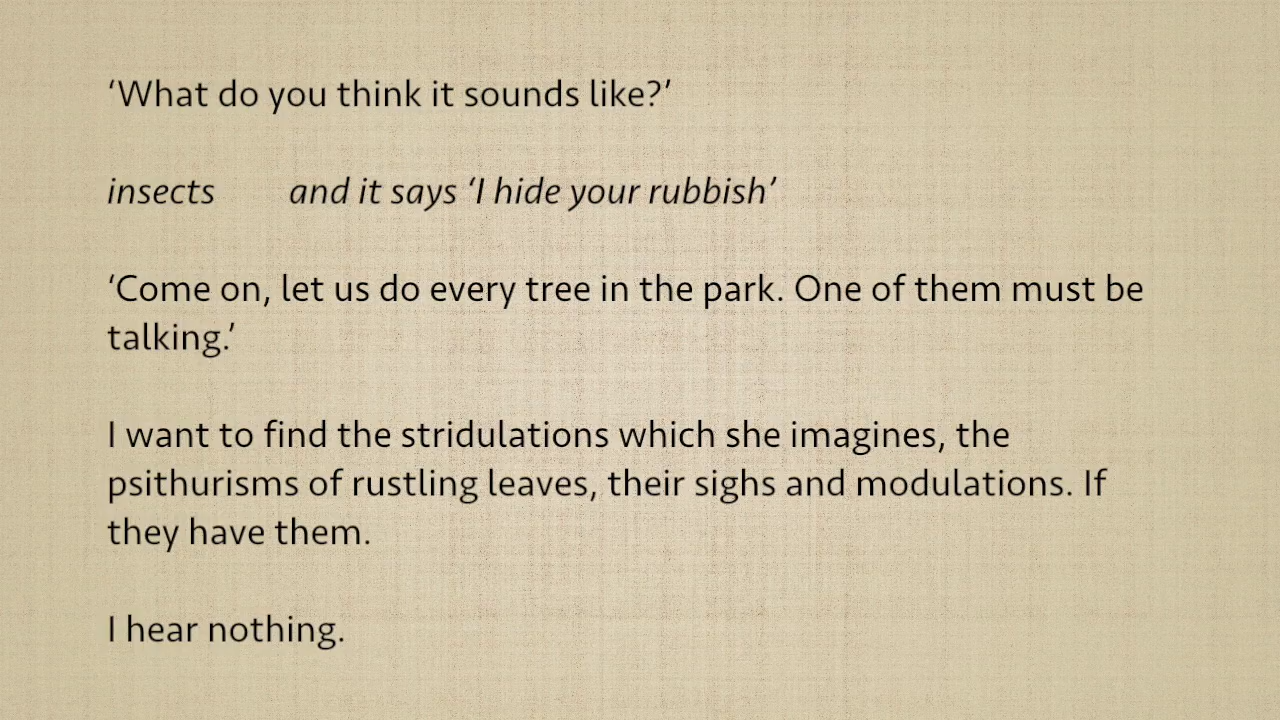 ‘What do you think it sounds like?’
insects and it says ‘I hide your rubbish’
‘Come on, let us do every tree in the park. One of them must be
talking.’
I want to find the stridulations which she imagines, the
psithurisms of rustling leaves, their sighs and modulations. If
they have them.
I hear nothing.